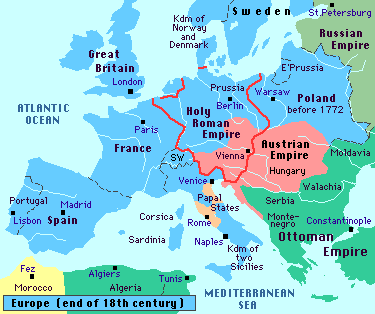 Sweden
St.Petersburg
Kdm of
Norway
and
Denmark
Russian
Empire
Great
Britain
London
E'Prussia
Prussia
Berlin
Warsaw
Poland
before 1772
ATLANTIC
OCEAN
Paris
Holy
Roman
Empire
France
SW
Vienna
Austrian
Empire
Hungary
Moldavia
Venice
Walachia
Portugal
Lisbon
Madrid
Spain
Corsica
Papal
States
Serbia
Monte-
negro
Constantinople
Sardinia
Rome
Naples
Kdm of
two
Sicilies
Ottoman
Empire
Fez
Morocco
Algiers
Algeria
Tunis
MEDITERRANEAN
SEA
Europe (end of 18th century)